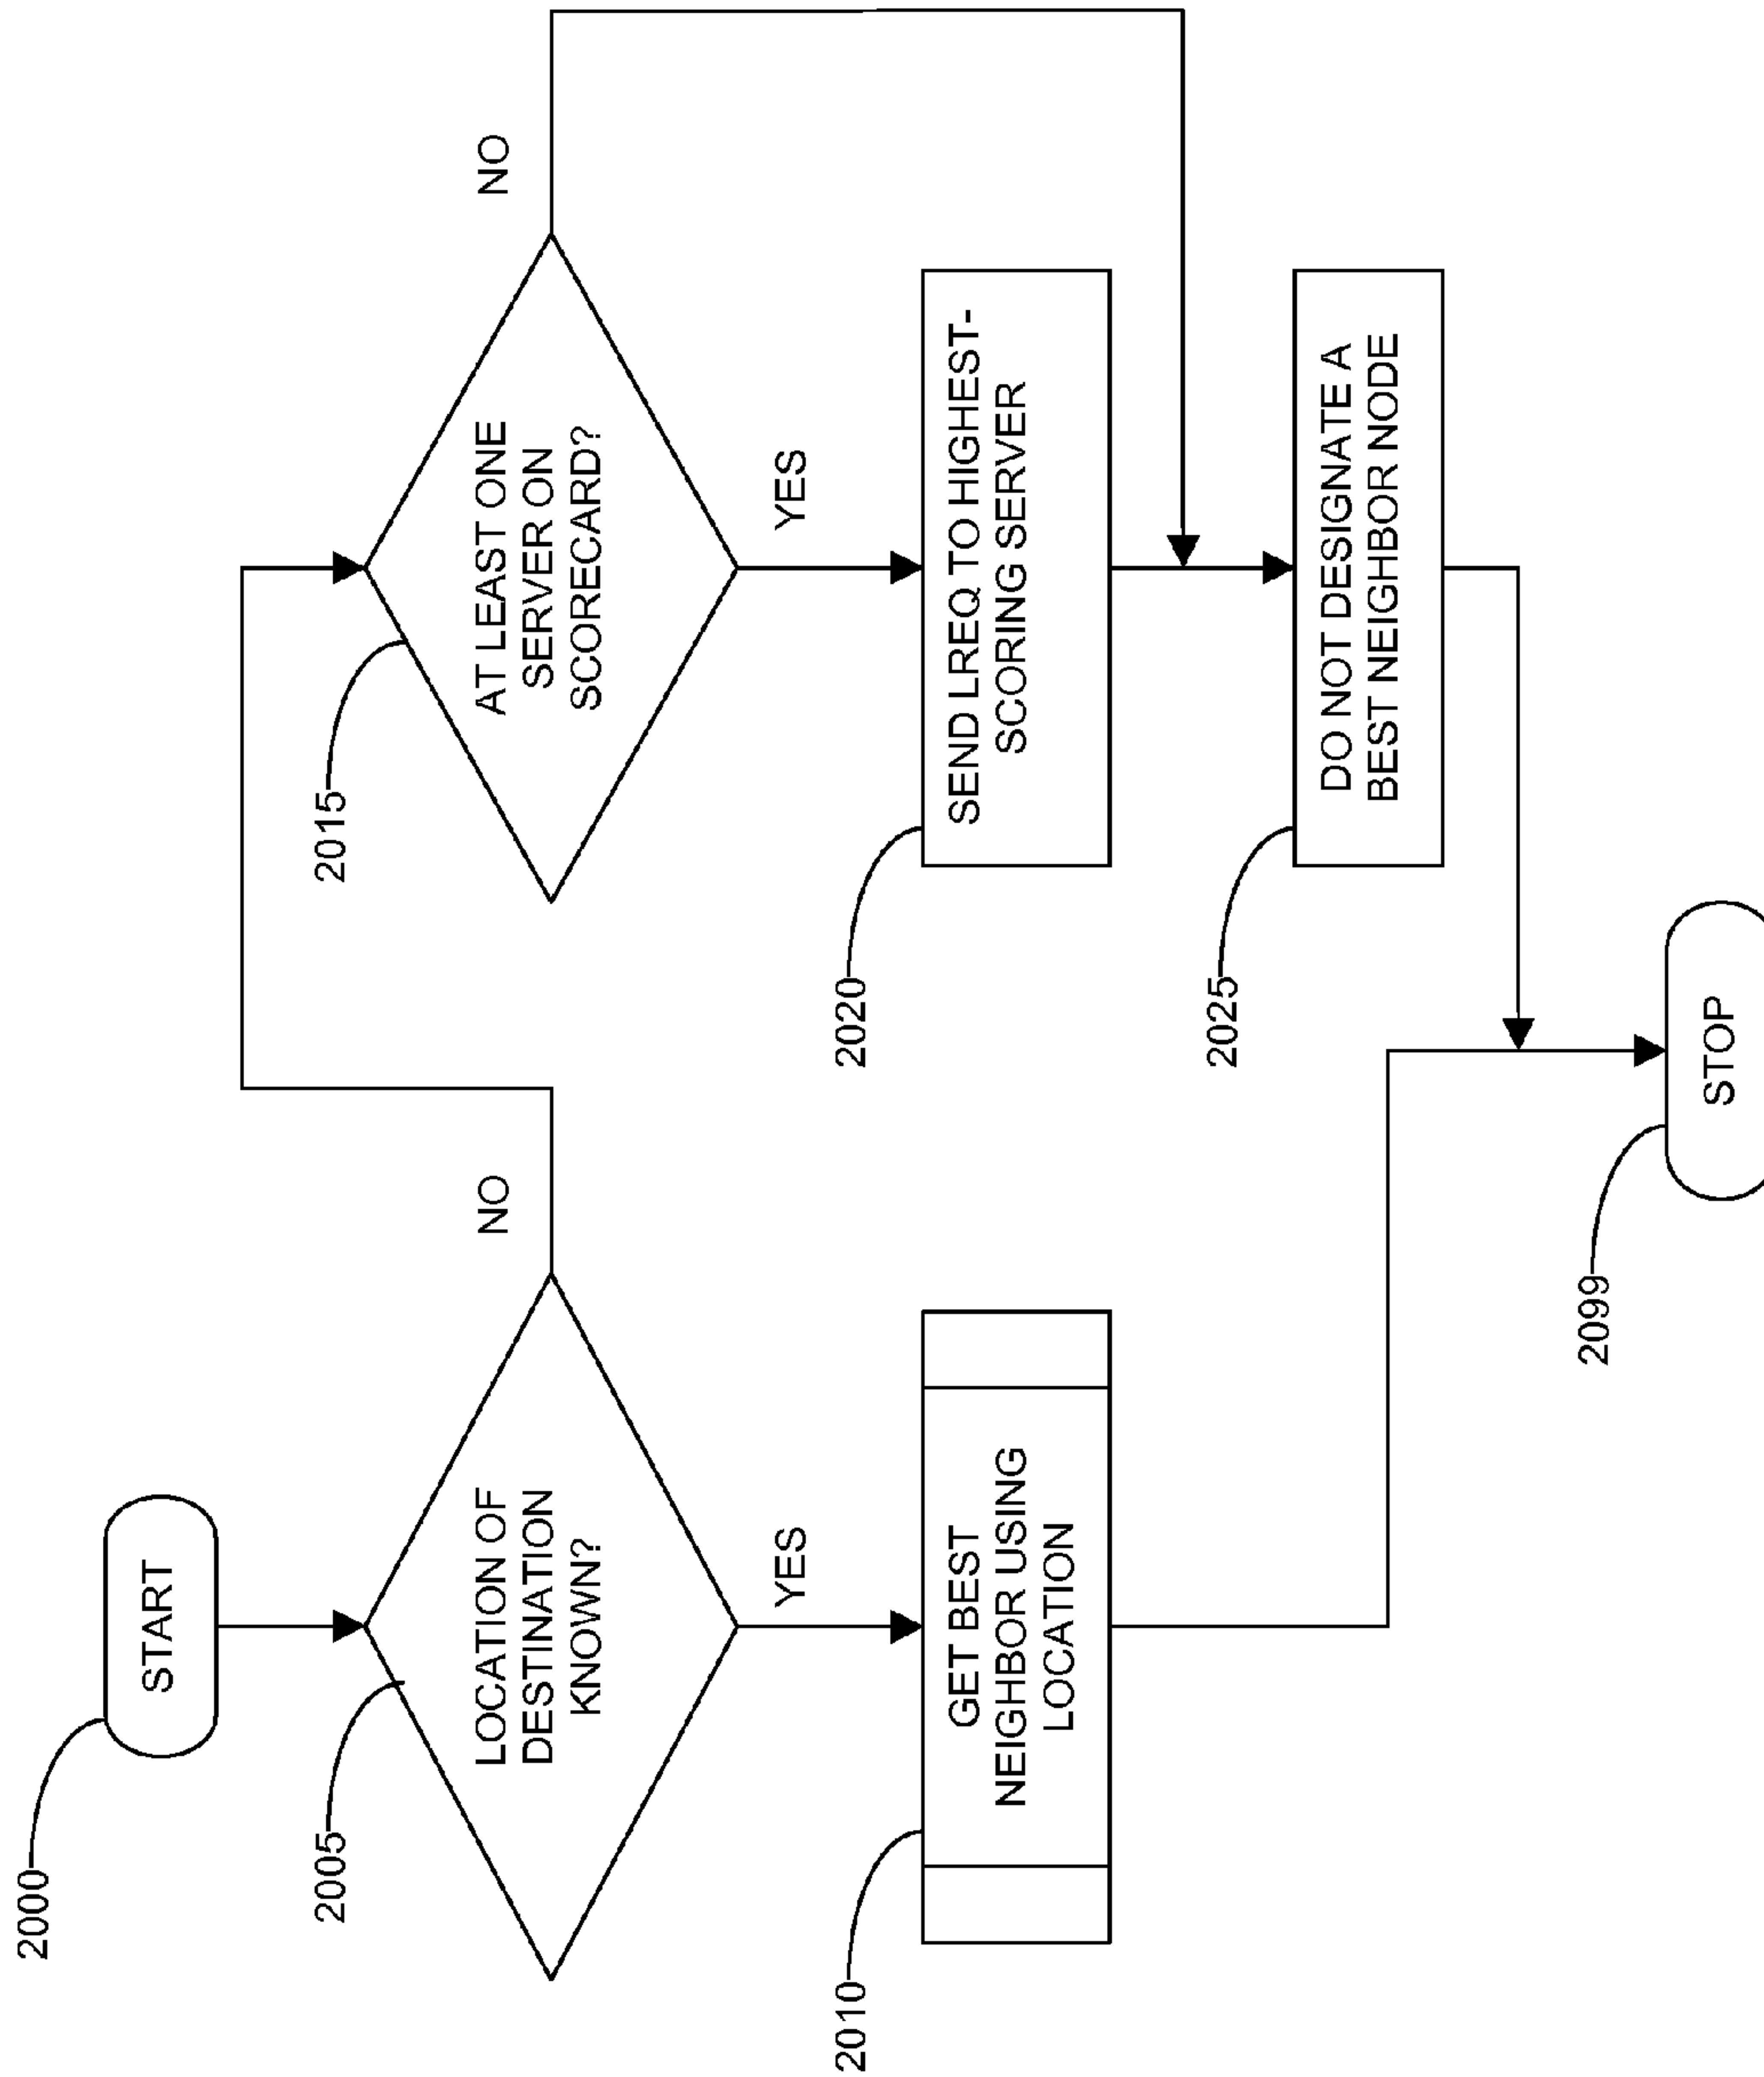 2000
START
2005
LOCATION OF
DESTINATION
KNOWN?
NO
YES
2010
GET BEST
NEIGHBOR USING
LOCATION
2015
AT LEAST ONE
SERVER ON
SCORECARD?
NO
YES
2020
SEND LREQ TO HIGHEST-
SCORING SERVER
2025
DO NOT DESIGNATE A
BEST NEIGHBOR NODE
2099
STOP